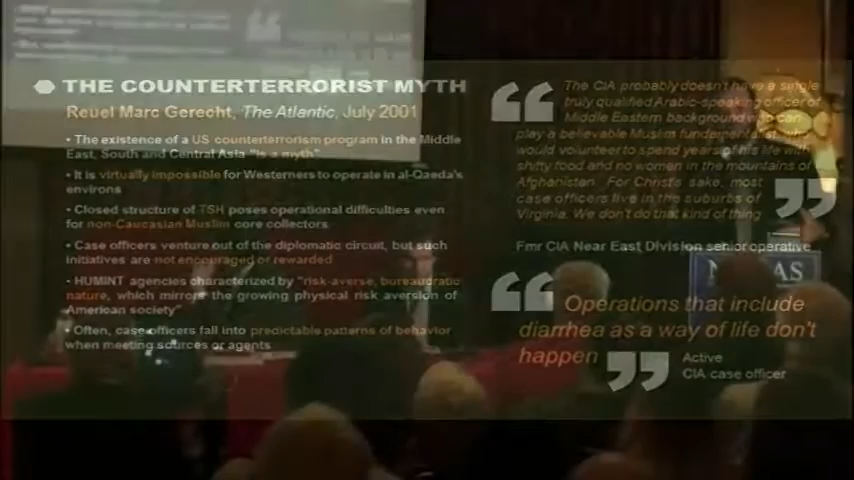 THE COUNTERTERRORIST MYTH
Reuel Marc Gerecht, The Atlantic, July 2001
• The existence of a US counterterrorism program in the Middle
East, South and Central Asia "is a myth"
• It is virtually impossible for Westerners to operate in al-Qaeda's
environs
• Closed structure of TSH poses operational difficulties even
for non-Caucasian Muslim core collectors
• Case officers venture out of the diplomatic circuit, but such
initiatives are not encouraged or rewarded
• HUMINT agencies characterized by "risk-averse, bureaucratic
nature, which mirrors the growing physical risk aversion of
American society"
• Often, case officers fall into predictable patterns of behavior
when meeting sources or agents
“The CIA probably doesn't have a single
truly qualified Arabic-speaking officer of
Middle Eastern background who can
play a believable Muslim fundamentalist who
would volunteer to spend years of his life with
shitty food and no women in the mountains of
Afghanistan. For Christ's sake, most
case officers live in the suburbs of
Virginia. We don't do that kind of thing”
Fmr CIA Near East Division senior operative
“Operations that include
diarrhea as a way of life don't
happen”
Active
CIA case officer